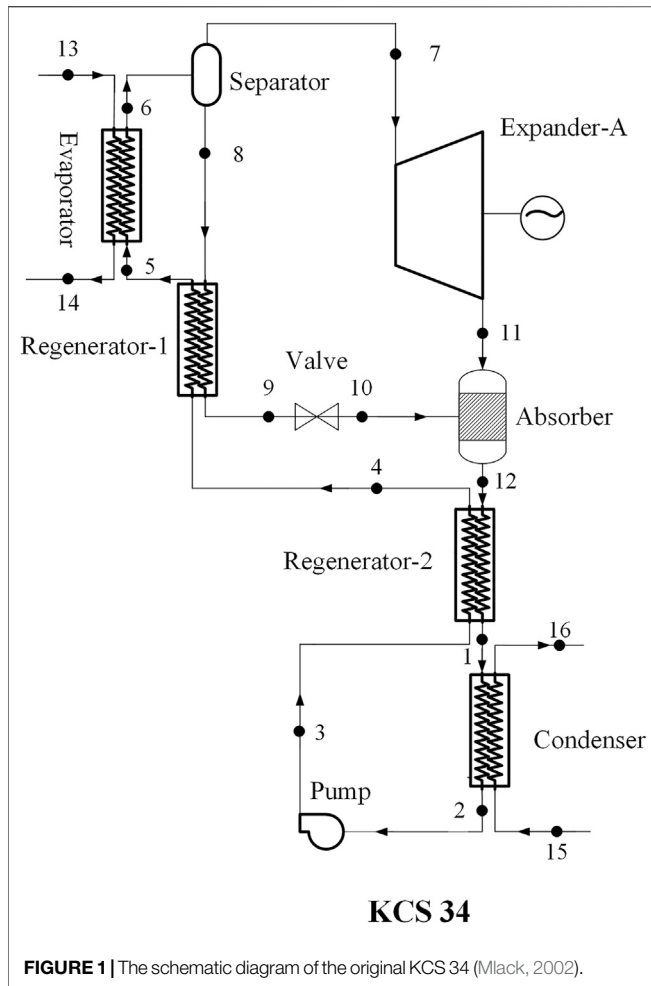 13
7
Separator
6
Expander-A
Evaporator
8
5
14
11
Regenerator-1
Valve
9
10
Absorber
4
12
Regenerator-2
16
1
3
Condenser
Pump
2
15
KCS 34
FIGURE 1 | The schematic diagram of the original KCS 34 (Mlack, 2002).